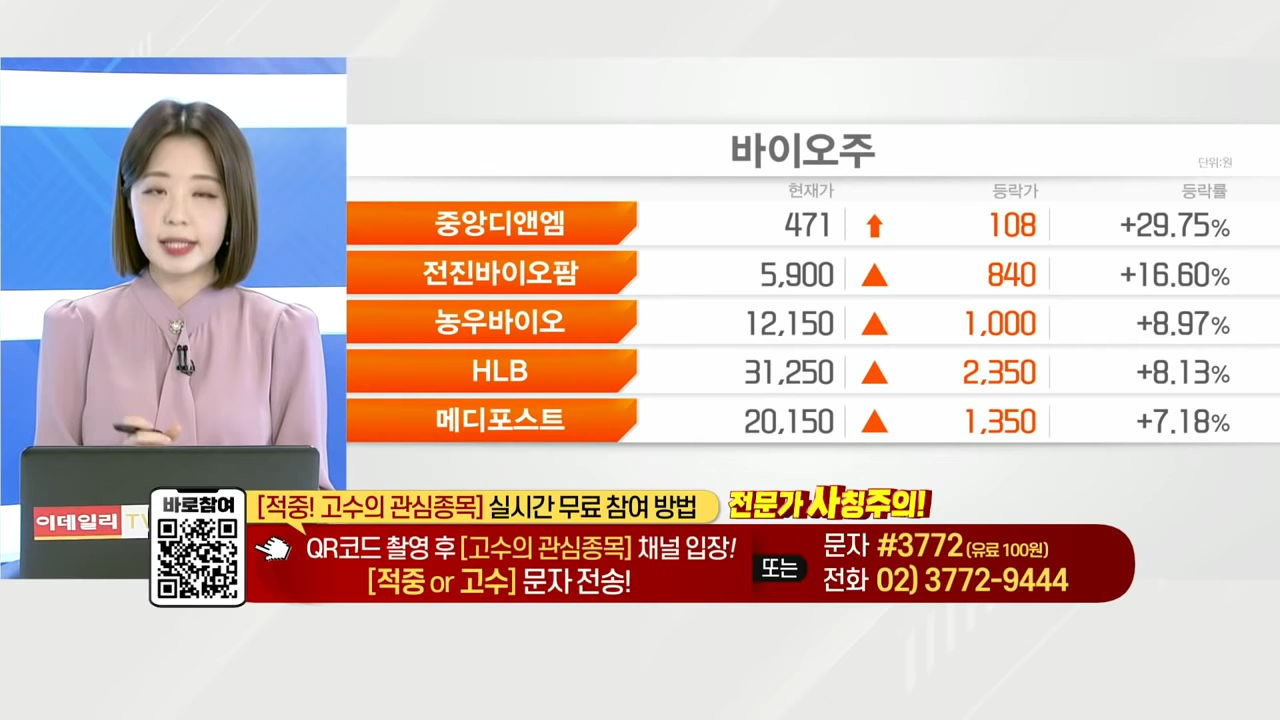 바이오주
단위:원
현재가 등락가 등락률
중앙디앤엠 471 108 +29.75%
전진바이오팜 5,900 ▲ 840 +16.60%
농우바이오 12,150 ▲ 1,000 +8.97%
HLB 31,250 ▲ 2,350 +8.13%
메디포스트 20,150 ▲ 1,350 +7.18%
이데일리 TV
바로참여
[적중! 고수의 관심종목] 실시간 무료 참여 방법
전문가 사칭주의!
QR코드 촬영 후 [고수의 관심종목] 채널 입장!
[적중 or 고수] 문자 전송!
또는
문자 #3772 (유료 100원)
전화 02) 3772-9444